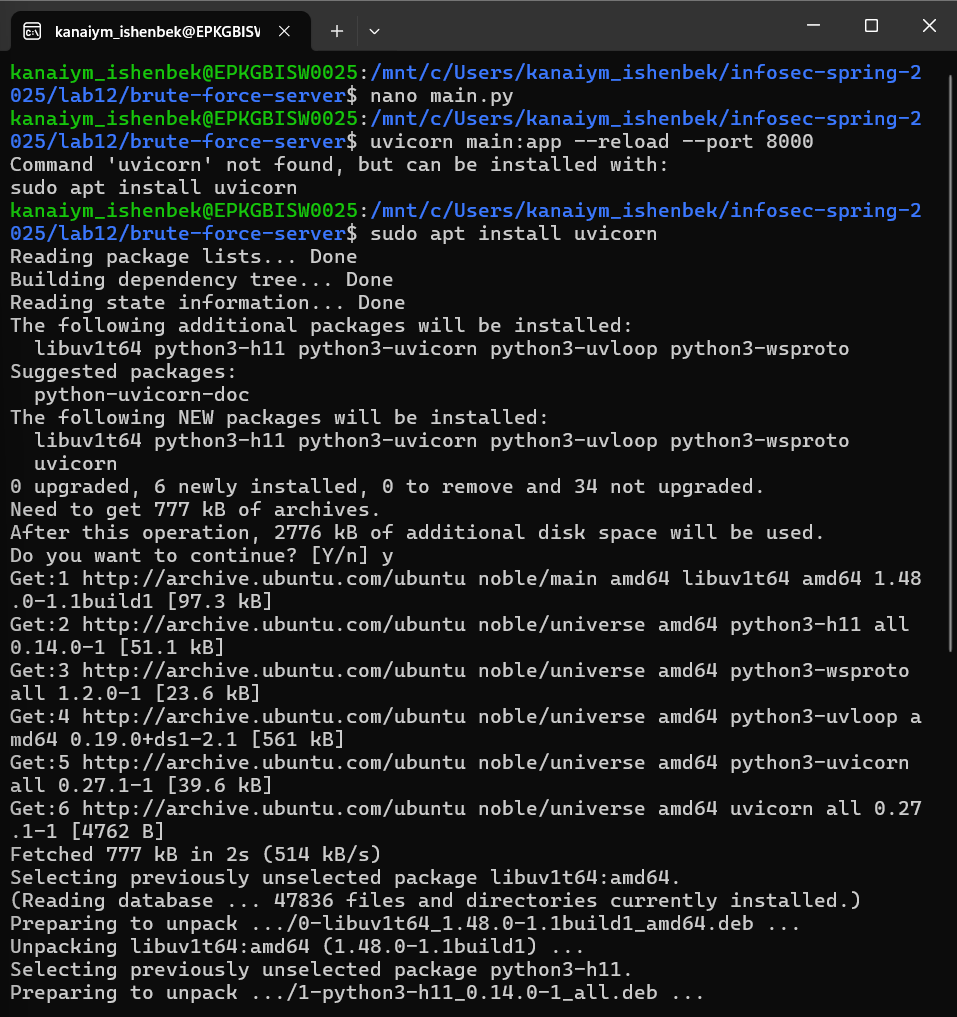 kanaiym_ishenbek@EPKGBISW
kanaiym_ishenbek@EPKGBISW0025:/mnt/c/Users/kanaiym_ishenbek/infosec-spring-2
025/lab12/brute-force-server$ nano main.py
kanaiym_ishenbek@EPKGBISW0025:/mnt/c/Users/kanaiym_ishenbek/infosec-spring-2
025/lab12/brute-force-server$ uvicorn main:app --reload --port 8000
Command 'uvicorn' not found, but can be installed with:
sudo apt install uvicorn
kanaiym_ishenbek@EPKGBISW0025:/mnt/c/Users/kanaiym_ishenbek/infosec-spring-2
025/lab12/brute-force-server$ sudo apt install uvicorn
Reading package lists... Done
Building dependency tree... Done
Reading state information... Done
The following additional packages will be installed:
  libuv1t64 python3-h11 python3-uvicorn python3-uvloop python3-wsproto
Suggested packages:
  python-uvicorn-doc
The following NEW packages will be installed:
  libuv1t64 python3-h11 python3-uvicorn python3-uvloop python3-wsproto
  uvicorn
0 upgraded, 6 newly installed, 0 to remove and 34 not upgraded.
Need to get 777 kB of archives.
After this operation, 2776 kB of additional disk space will be used.
Do you want to continue? [Y/n] y
Get:1 http://archive.ubuntu.com/ubuntu noble/main amd64 libuv1t64 amd64 1.48
.0-1.1build1 [97.3 kB]
Get:2 http://archive.ubuntu.com/ubuntu noble/universe amd64 python3-h11 all
0.14.0-1 [51.1 kB]
Get:3 http://archive.ubuntu.com/ubuntu noble/universe amd64 python3-wsproto
all 1.2.0-1 [23.6 kB]
Get:4 http://archive.ubuntu.com/ubuntu noble/universe amd64 python3-uvloop a
md64 0.19.0+ds1-2.1 [561 kB]
Get:5 http://archive.ubuntu.com/ubuntu noble/universe amd64 python3-uvicorn
all 0.27.1-1 [39.6 kB]
Get:6 http://archive.ubuntu.com/ubuntu noble/universe amd64 uvicorn all 0.27
.1-1 [4762 B]
Fetched 777 kB in 2s (514 kB/s)
Selecting previously unselected package libuv1t64:amd64.
(Reading database ... 47836 files and directories currently installed.)
Preparing to unpack .../0-libuv1t64_1.48.0-1.1build1_amd64.deb ...
Unpacking libuv1t64:amd64 (1.48.0-1.1build1) ...
Selecting previously unselected package python3-h11.
Preparing to unpack .../1-python3-h11_0.14.0-1_all.deb ...